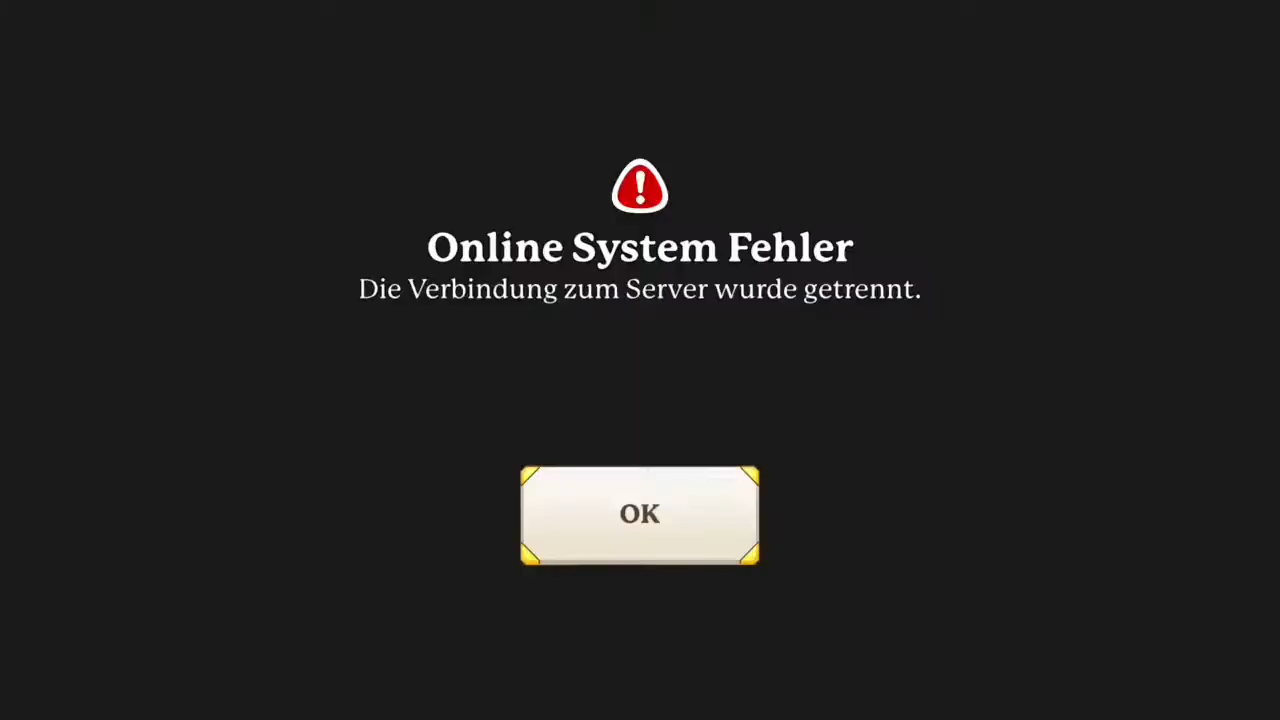 Online System Fehler
Die Verbindung zum Server wurde getrennt.
OK